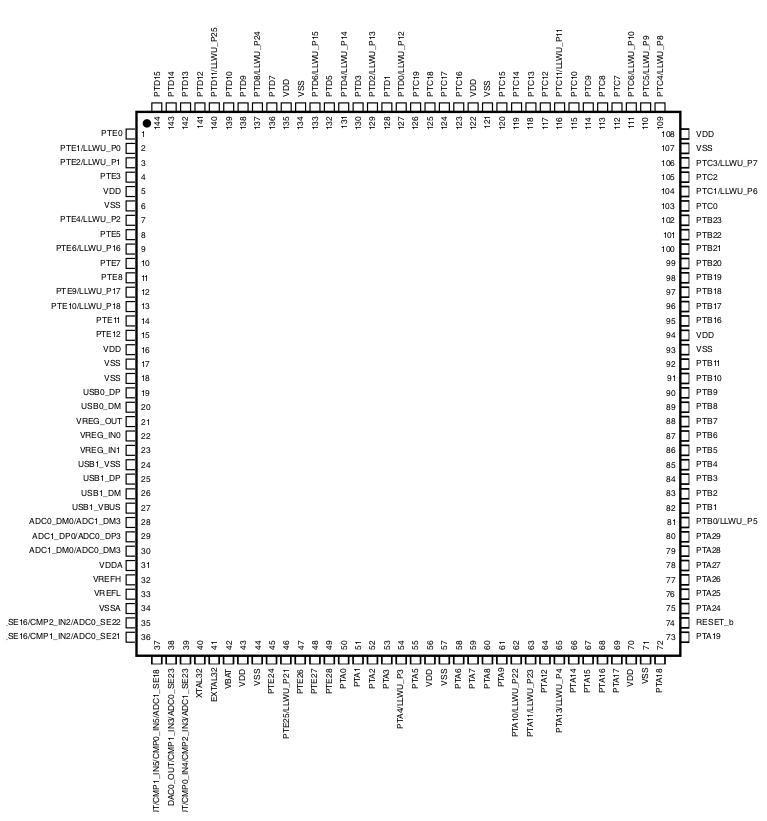 PTD15
PTD14
PTD13
PTD12
PTD11/LLWU_P25
PTD10
PTD9
PTD8/LLWU_P24
PTD7
VDD
VSS
PTD6/LLWU_P15
PTD5
PTD4/LLWU_P14
PTD3
PTD2/LLWU_P13
PTD1
PTD0/LLWU_P12
PTC19
PTC18
PTC17
PTC16
VDD
VSS
PTC15
PTC14
PTC13
PTC12
PTC11/LLWU_P11
PTC10
PTC9
PTC8
PTC7
PTC6/LLWU_P10
PTC5/LLWU_P9
PTC4/LLWU_P8
144
143
142
141
140
139
138
137
136
135
134
133
132
131
130
129
128
127
126
125
124
123
122
121
120
119
118
117
116
115
114
113
112
111
110
109
PTE0 1
PTE1/LLWU_P0 2
PTE2/LLWU_P1 3
PTE3 4
VDD 5
VSS 6
PTE4/LLWU_P2 7
PTE5 8
PTE6/LLWU_P16 9
PTE7 10
PTE8 11
PTE9/LLWU_P17 12
PTE10/LLWU_P18 13
PTE11 14
PTE12 15
VDD 16
VSS 17
VSS 18
USB0_DP 19
USB0_DM 20
VREG_OUT 21
VREG_IN0 22
VREG_IN1 23
USB1_VSS 24
USB1_DP 25
USB1_DM 26
USB1_VBUS 27
ADC0_DM0/ADC1_DM3 28
ADC1_DP0/ADC0_DP3 29
ADC1_DM0/ADC0_DM3 30
VDDA 31
VREFH 32
VREFL 33
VSSA 34
_SE16/CMP2_IN2/ADC0_SE22 35
_SE16/CMP1_IN2/ADC0_SE21 36
108 VDD
107 VSS
106 PTC3/LLWU_P7
105 PTC2
104 PTC1/LLWU_P6
103 PTC0
102 PTB23
101 PTB22
100 PTB21
99 PTB20
98 PTB19
97 PTB18
96 PTB17
95 PTB16
94 VDD
93 VSS
92 PTB11
91 PTB10
90 PTB9
89 PTB8
88 PTB7
87 PTB6
86 PTB5
85 PTB4
84 PTB3
83 PTB2
82 PTB1
81 PTB0/LLWU_P5
80 PTA29
79 PTA28
78 PTA27
77 PTA26
76 PTA25
75 PTA24
74 RESET_b
73 PTA19
37
38
39
40
41
42
43
44
45
46
47
48
49
50
51
52
53
54
55
56
57
58
59
60
61
62
63
64
65
66
67
68
69
70
71
72
IT/CMP1_IN5/CMP0_IN5/ADC1_SE18
DAC0_OUT/CMP1_IN3/ADC0_SE23
IT/CMP0_IN4/CMP2_IN3/ADC1_SE23
XTAL32
EXTAL32
VBAT
VDD
VSS
PTE24
PTE25/LLWU_P21
PTE26
PTE27
PTE28
PTA0
PTA1
PTA2
PTA3
PTA4/LLWU_P3
PTA5
VDD
VSS
PTA6
PTA7
PTA8
PTA9
PTA10/LLWU_P22
PTA11/LLWU_P23
PTA12
PTA13/LLWU_P4
PTA14
PTA15
PTA16
PTA17
VDD
VSS
PTA18